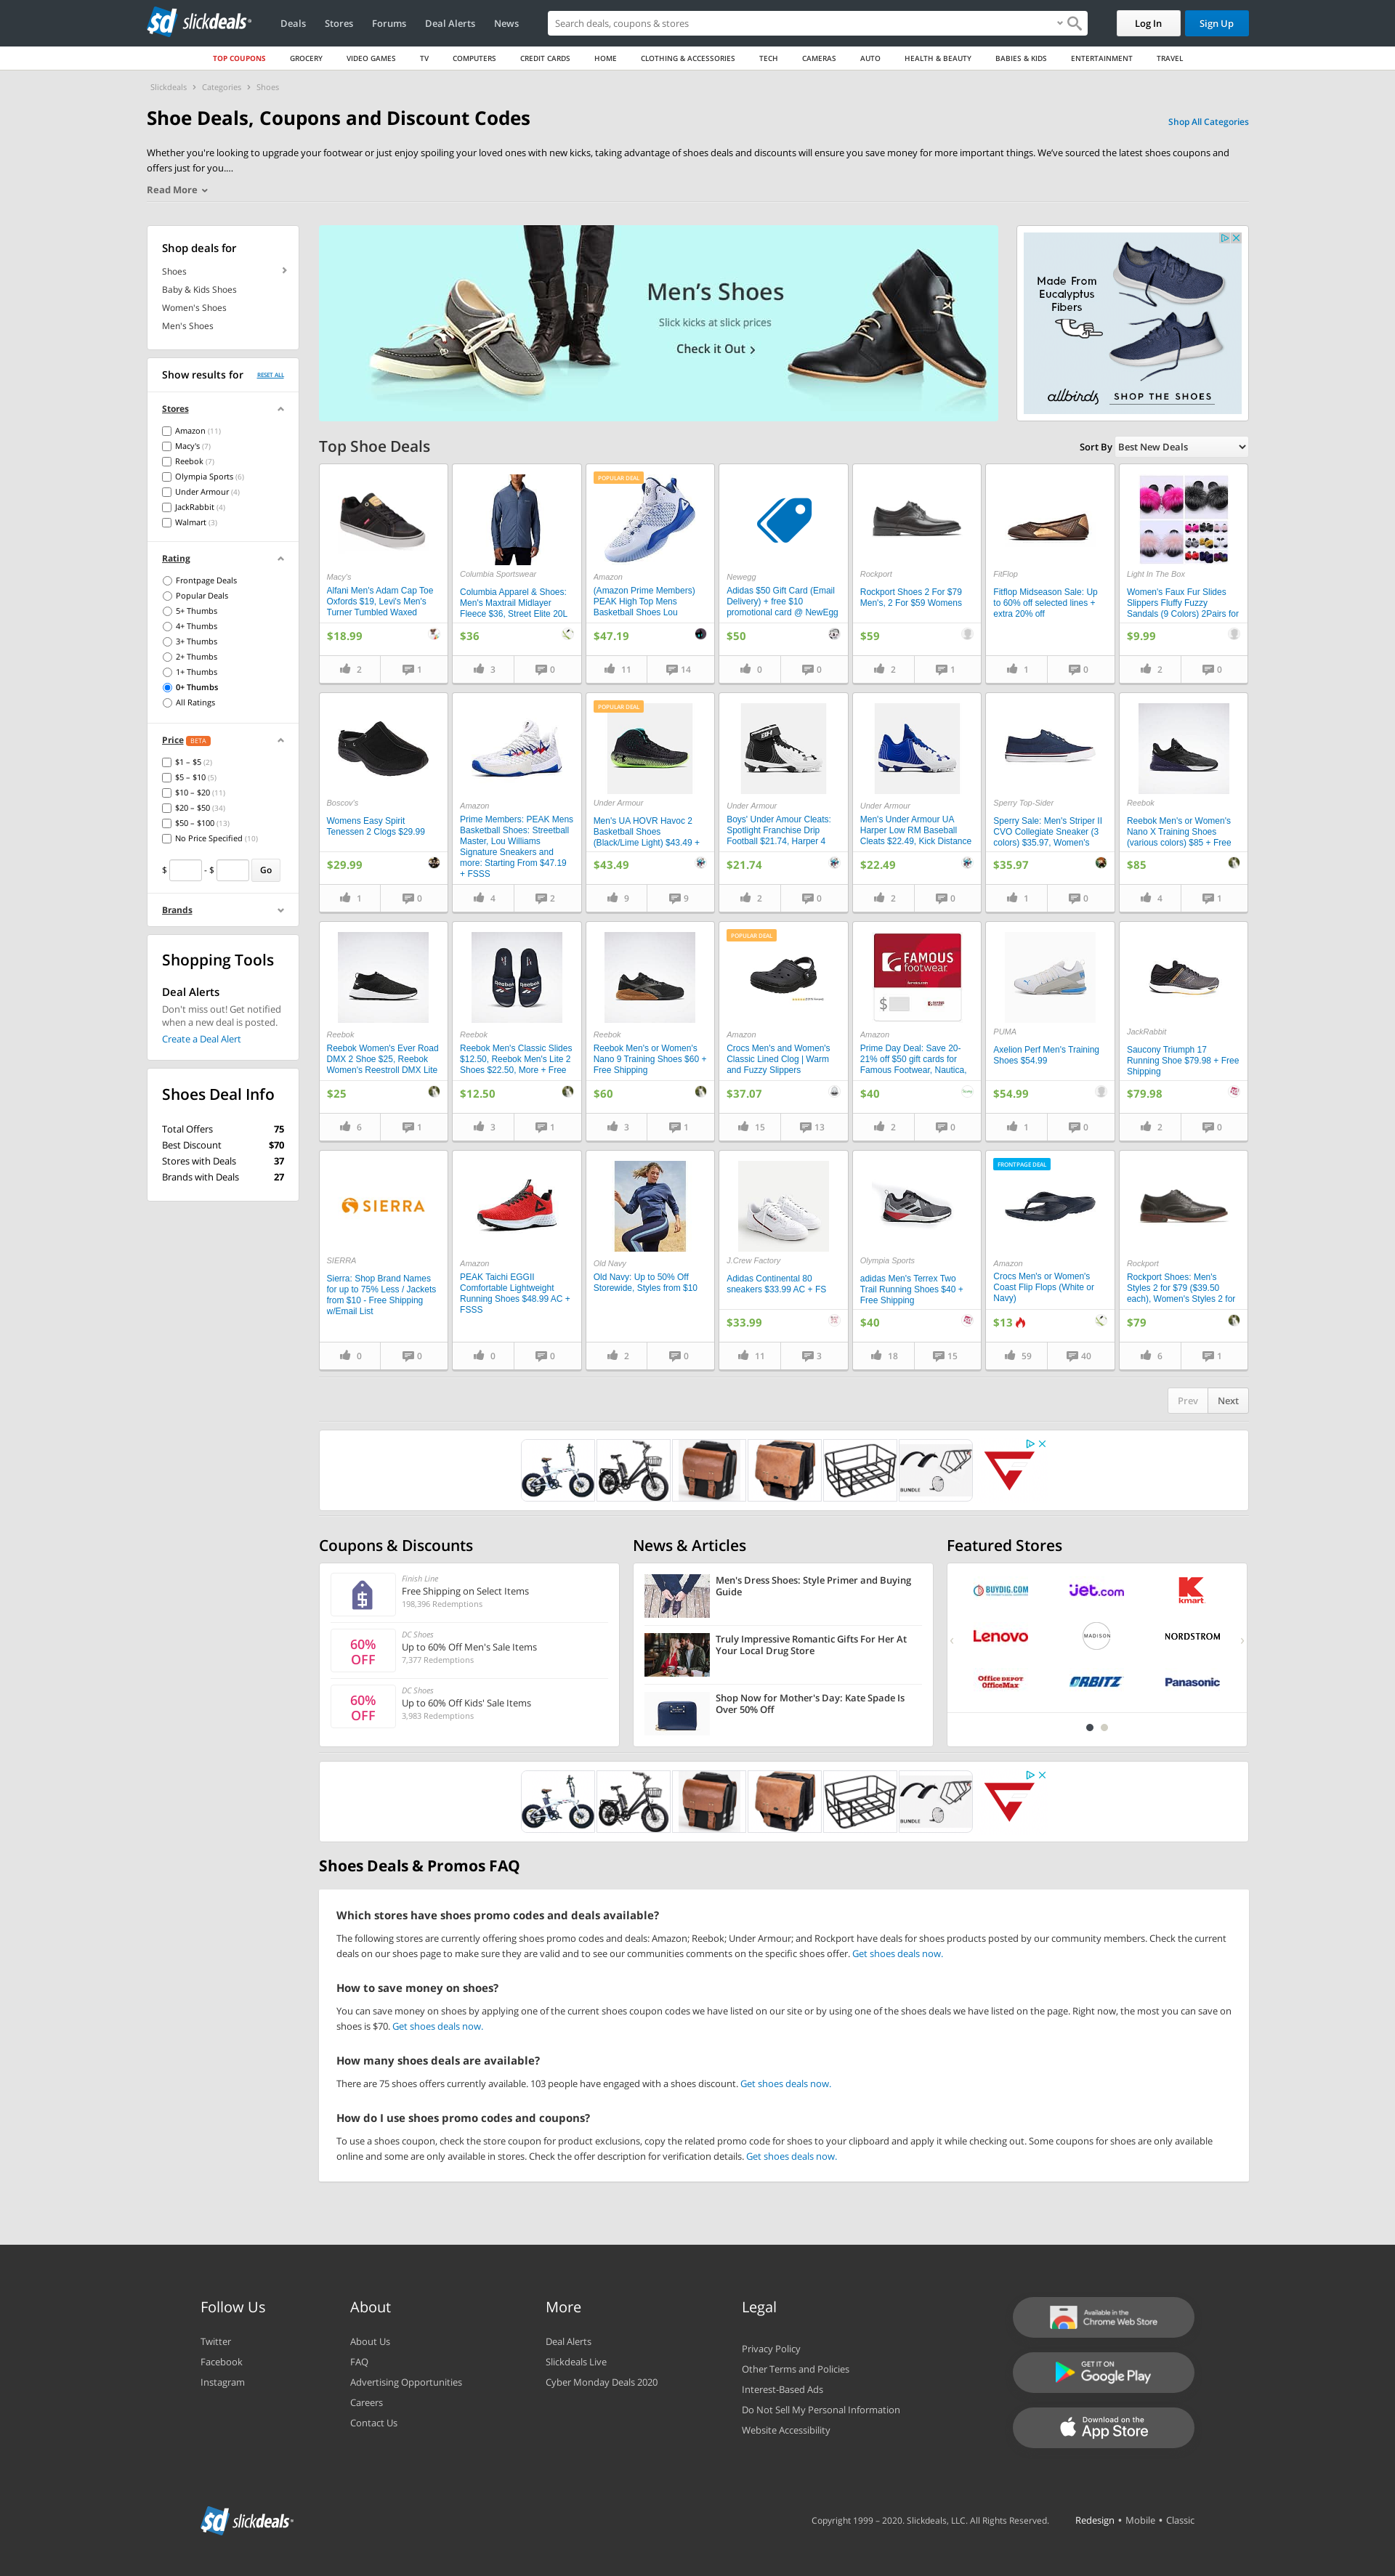 sd slickdeals
Deals
Stores
Forums
Deal Alerts
News
Search deals, coupons & stores
Log In
Sign Up
TOP COUPONS
GROCERY
VIDEO GAMES
TV
COMPUTERS
CREDIT CARDS
HOME
CLOTHING & ACCESSORIES
TECH
CAMERAS
AUTO
HEALTH & BEAUTY
BABIES & KIDS
ENTERTAINMENT
TRAVEL
Slickdeals › Categories › Shoes
Shoe Deals, Coupons and Discount Codes
Shop All Categories
Whether you're looking to upgrade your footwear or just enjoy spoiling your loved ones with new kicks, taking advantage of shoes deals and discounts will ensure you save money for more important things. We've sourced the latest shoes coupons and
offers just for you....
Read More
Shop deals for
Shoes
Baby & Kids Shoes
Women's Shoes
Men's Shoes
Show results for
RESET ALL
Stores
Amazon (11)
Macy's (7)
Reebok (7)
Olympia Sports (6)
Under Armour (4)
JackRabbit (4)
Walmart (3)
Rating
Frontpage Deals
Popular Deals
5+ Thumbs
4+ Thumbs
3+ Thumbs
2+ Thumbs
1+ Thumbs
0+ Thumbs
All Ratings
Price BETA
$1 – $5 (2)
$5 – $10 (5)
$10 – $20 (11)
$20 – $50 (34)
$50 – $100 (13)
No Price Specified (10)
$ - $ Go
Brands
Shopping Tools
Deal Alerts
Don't miss out! Get notified
when a new deal is posted.
Create a Deal Alert
Shoes Deal Info
Total Offers 75
Best Discount $70
Stores with Deals 37
Brands with Deals 27
Men's Shoes
Slick kicks at slick prices
Check it Out
Made From
Eucalyptus
Fibers
allbirds
SHOP THE SHOES
Top Shoe Deals
Sort By Best New Deals
Macy's
Alfani Men's Adam Cap Toe
Oxfords $19, Levi's Men's
Turner Tumbled Waxed
$18.99
2
1
Columbia Sportswear
Columbia Apparel & Shoes:
Men's Maxtrail Midlayer
Fleece $36, Street Elite 20L
$36
3
0
POPULAR DEAL
Amazon
(Amazon Prime Members)
PEAK High Top Mens
Basketball Shoes Lou
$47.19
11
14
Newegg
Adidas $50 Gift Card (Email
Delivery) + free $10
promotional card @ NewEgg
$50
0
0
Rockport
Rockport Shoes 2 For $79
Men's, 2 For $59 Womens
$59
2
1
FitFlop
Fitflop Midseason Sale: Up
to 60% off selected lines +
extra 20% off
1
0
Light In The Box
Women's Faux Fur Slides
Slippers Fluffy Fuzzy
Sandals (9 Colors) 2Pairs for
$9.99
2
0
Boscov's
Womens Easy Spirit
Tenessen 2 Clogs $29.99
$29.99
1
0
Amazon
Prime Members: PEAK Mens
Basketball Shoes: Streetball
Master, Lou Williams
Signature Sneakers and
more: Starting From $47.19
+ FSSS
4
2
POPULAR DEAL
Under Armour
Men's UA HOVR Havoc 2
Basketball Shoes
(Black/Lime Light) $43.49 +
$43.49
9
9
Under Armour
Boys' Under Amour Cleats:
Spotlight Franchise Drip
Football $21.74, Harper 4
$21.74
2
0
Under Armour
Men's Under Armour UA
Harper Low RM Baseball
Cleats $22.49, Kick Distance
$22.49
2
0
Sperry Top-Sider
Sperry Sale: Men's Striper II
CVO Collegiate Sneaker (3
colors) $35.97, Women's
$35.97
1
0
Reebok
Reebok Men's or Women's
Nano X Training Shoes
(various colors) $85 + Free
$85
4
1
Reebok
Reebok Women's Ever Road
DMX 2 Shoe $25, Reebok
Women's Reestroll DMX Lite
$25
6
1
Reebok
Reebok Men's Classic Slides
$12.50, Reebok Men's Lite 2
Shoes $22.50, More + Free
$12.50
3
1
Reebok
Reebok Men's or Women's
Nano 9 Training Shoes $60 +
Free Shipping
$60
3
1
POPULAR DEAL
Amazon
Crocs Men's and Women's
Classic Lined Clog | Warm
and Fuzzy Slippers
$37.07
15
13
FAMOUS
footwear
$
Amazon
Prime Day Deal: Save 20-
21% off $50 gift cards for
Famous Footwear, Nautica,
$40
2
0
PUMA
Axelion Perf Men's Training
Shoes $54.99
$54.99
1
0
JackRabbit
Saucony Triumph 17
Running Shoe $79.98 + Free
Shipping
$79.98
2
0
SIERRA
SIERRA
Sierra: Shop Brand Names
for up to 75% Less / Jackets
from $10 - Free Shipping
w/Email List
0
0
Amazon
PEAK Taichi EGGII
Comfortable Lightweight
Running Shoes $48.99 AC +
FSSS
0
0
Old Navy
Old Navy: Up to 50% Off
Storewide, Styles from $10
2
0
J.Crew Factory
Adidas Continental 80
sneakers $33.99 AC + FS
$33.99
11
3
Olympia Sports
adidas Men's Terrex Two
Trail Running Shoes $40 +
Free Shipping
$40
18
15
FRONTPAGE DEAL
Amazon
Crocs Men's or Women's
Coast Flip Flops (White or
Navy)
$13
59
40
Rockport
Rockport Shoes: Men's
Styles 2 for $79 ($39.50
each), Women's Styles 2 for
$79
6
1
Prev
Next
BUNDLE
Coupons & Discounts
Finish Line
Free Shipping on Select Items
198,396 Redemptions
60%
OFF
DC Shoes
Up to 60% Off Men's Sale Items
7,377 Redemptions
60%
OFF
DC Shoes
Up to 60% Off Kids' Sale Items
3,983 Redemptions
News & Articles
Men's Dress Shoes: Style Primer and Buying
Guide
Truly Impressive Romantic Gifts For Her At
Your Local Drug Store
Shop Now for Mother's Day: Kate Spade Is
Over 50% Off
Featured Stores
BUYDIG.COM
jet.com
K
kmart
Lenovo
MADISON
NORDSTROM
Office DEPOT
OfficeMax
ORBITZ
Panasonic
BUNDLE
Shoes Deals & Promos FAQ
Which stores have shoes promo codes and deals available?
The following stores are currently offering shoes promo codes and deals: Amazon; Reebok; Under Armour; and Rockport have deals for shoes products posted by our community members. Check the current
deals on our shoes page to make sure they are valid and to see our communities comments on the specific shoes offer. Get shoes deals now.
How to save money on shoes?
You can save money on shoes by applying one of the current shoes coupon codes we have listed on our site or by using one of the shoes deals we have listed on the page. Right now, the most you can save on
shoes is $70. Get shoes deals now.
How many shoes deals are available?
There are 75 shoes offers currently available. 103 people have engaged with a shoes discount. Get shoes deals now.
How do I use shoes promo codes and coupons?
To use a shoes coupon, check the store coupon for product exclusions, copy the related promo code for shoes to your clipboard and apply it while checking out. Some coupons for shoes are only available
online and some are only available in stores. Check the offer description for verification details. Get shoes deals now.
Follow Us
Twitter
Facebook
Instagram
About
About Us
FAQ
Advertising Opportunities
Careers
Contact Us
More
Deal Alerts
Slickdeals Live
Cyber Monday Deals 2020
Legal
Privacy Policy
Other Terms and Policies
Interest-Based Ads
Do Not Sell My Personal Information
Website Accessibility
Available in the
Chrome Web Store
GET IT ON
Google Play
Download on the
App Store
sd slickdeals
Copyright 1999 – 2020. Slickdeals, LLC. All Rights Reserved.
Redesign • Mobile • Classic